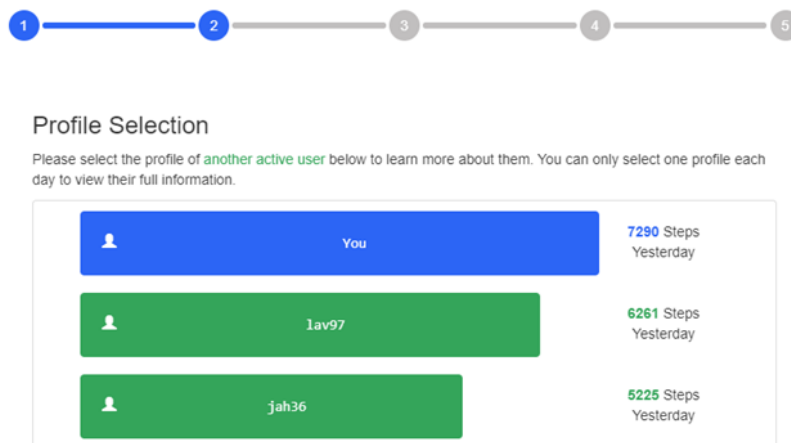 1 2 3 4 5
Profile Selection
Please select the profile of another active user below to learn more about them. You can only select one profile each
day to view their full information.
You
7290 Steps
Yesterday
lav97
6261 Steps
Yesterday
jah36
5225 Steps
Yesterday